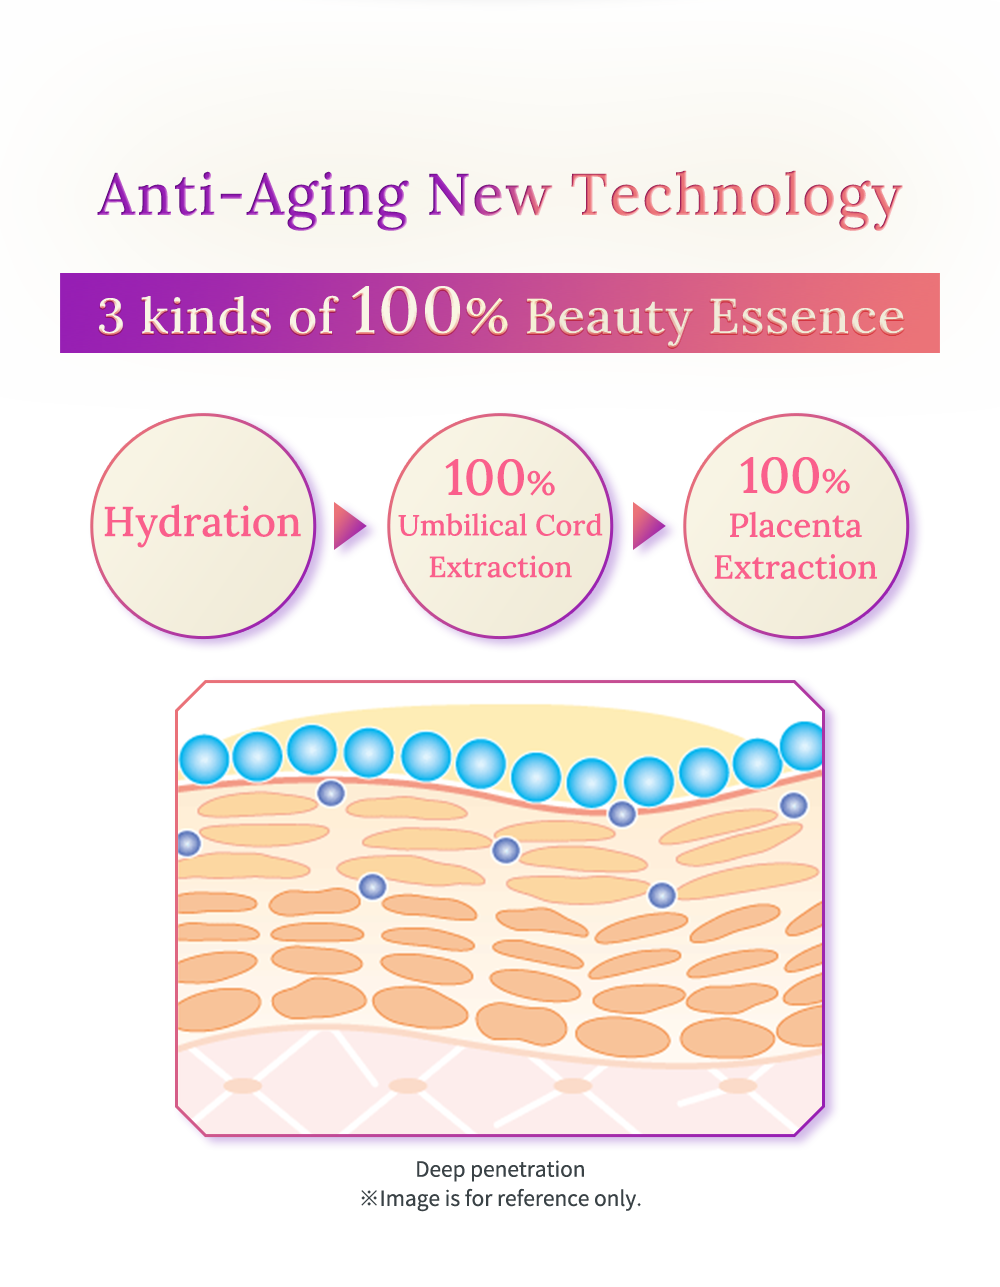 Anti-Aging New Technology
3 kinds of 100% Beauty Essence
Hydration
100%
Umbilical Cord
Extraction
100%
Placenta
Extraction
Deep penetration
※Image is for reference only.